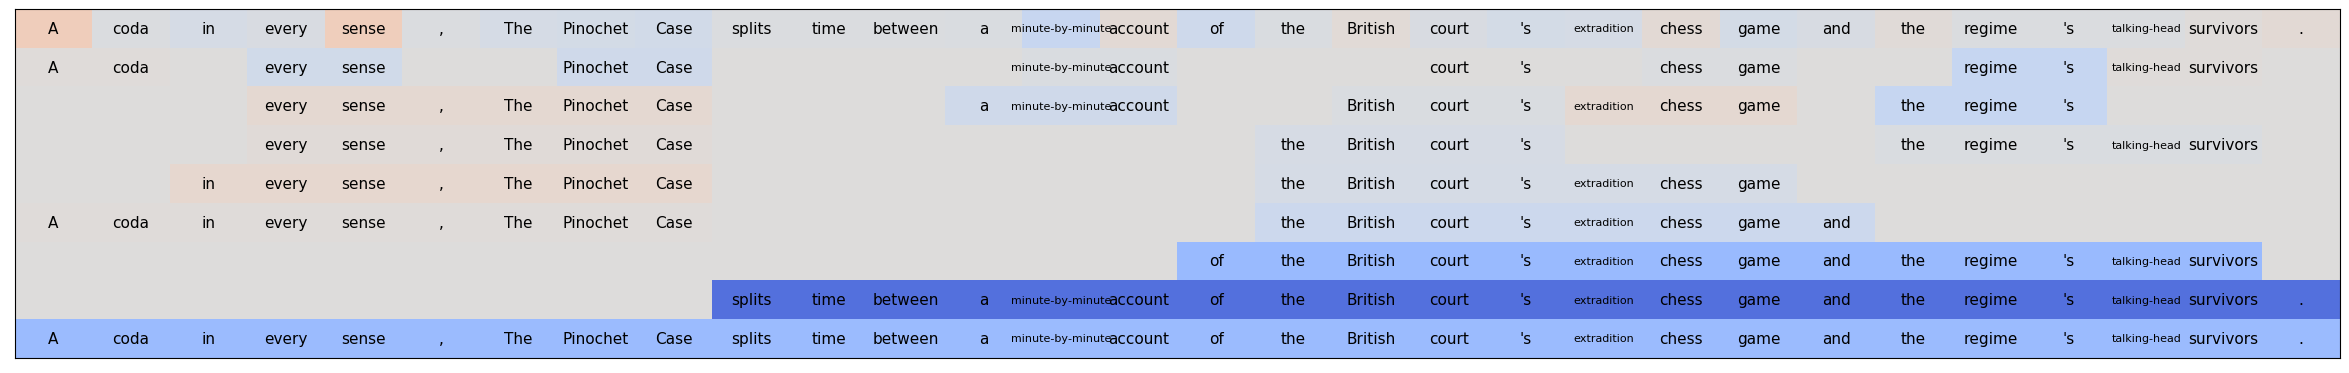 A coda in every sense , The Pinochet Case splits time between a minute-by-minute account of the British court 's extradition chess game and the regime 's talking-head survivors .
A coda every sense Pinochet Case minute-by-minute account court 's chess game regime 's talking-head survivors
every sense , The Pinochet Case a minute-by-minute account British court 's extradition chess game the regime 's
every sense , The Pinochet Case the British court 's the regime 's talking-head survivors
in every sense , The Pinochet Case the British court 's extradition chess game
A coda in every sense , The Pinochet Case the British court 's extradition chess game and
of the British court 's extradition chess game and the regime 's talking-head survivors
splits time between a minute-by-minute account of the British court 's extradition chess game and the regime 's talking-head survivors .
A coda in every sense , The Pinochet Case splits time between a minute-by-minute account of the British court 's extradition chess game and the regime 's talking-head survivors .